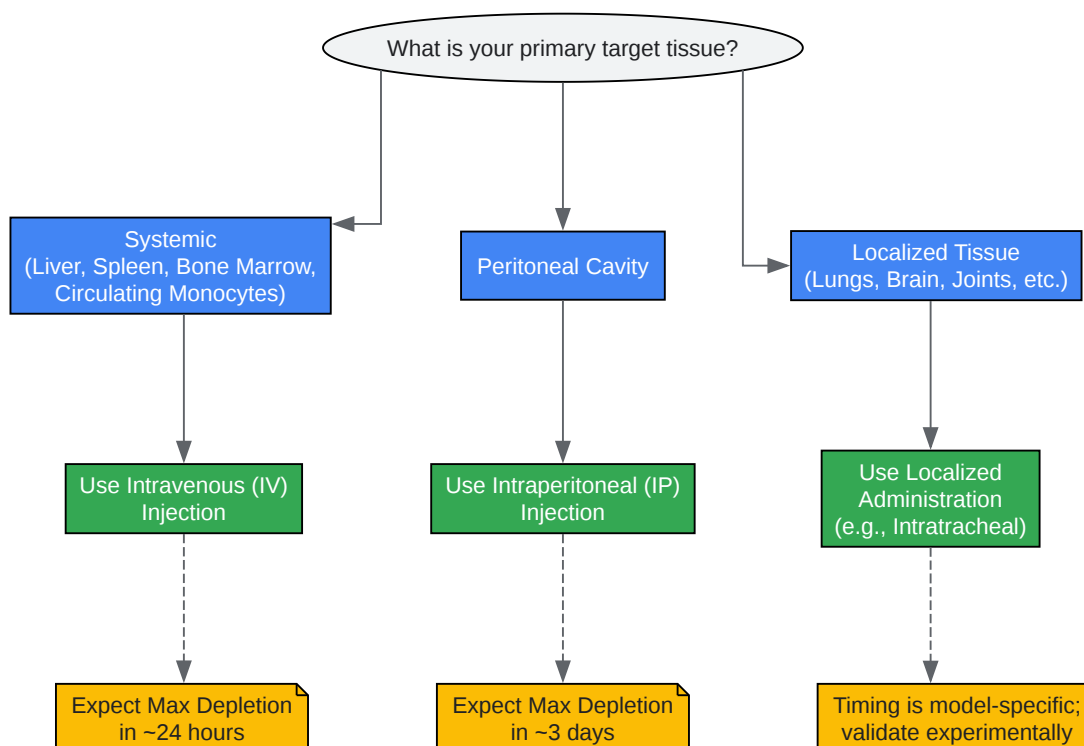 What is your primary target tissue?
Systemic
(Liver, Spleen, Bone Marrow,
Circulating Monocytes)
Peritoneal Cavity
Localized Tissue
(Lungs, Brain, Joints, etc.)
Use Intravenous (IV)
Injection
Use Intraperitoneal (IP)
Injection
Use Localized
Administration
(e.g., Intratracheal)
Expect Max Depletion
in ~24 hours
Expect Max Depletion
in ~3 days
Timing is model-specific;
validate experimentally